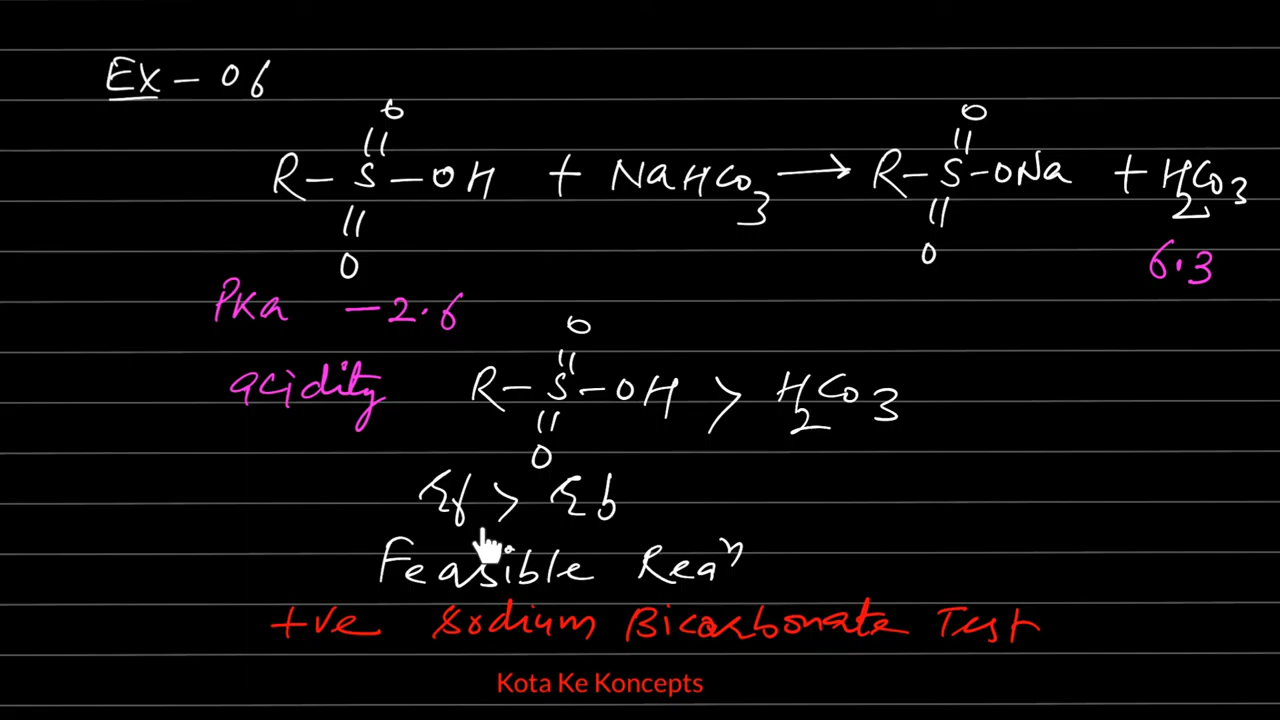 Ex - 06
O
||
R - S - OH + NaHCO3 → R - S - ONa + H2CO3
||
O
6.3
PKa -2.6
acidity R - S - OH > H2CO3
Ef > Eb
Feasible Reaⁿ
+ve Sodium Bicarbonate Test
Kota Ke Koncepts